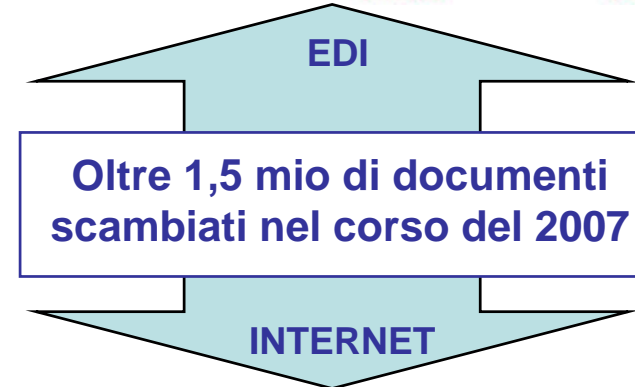 EDI
Oltre 1,5 mio di documenti
scambiati nel corso del 2007
INTERNET